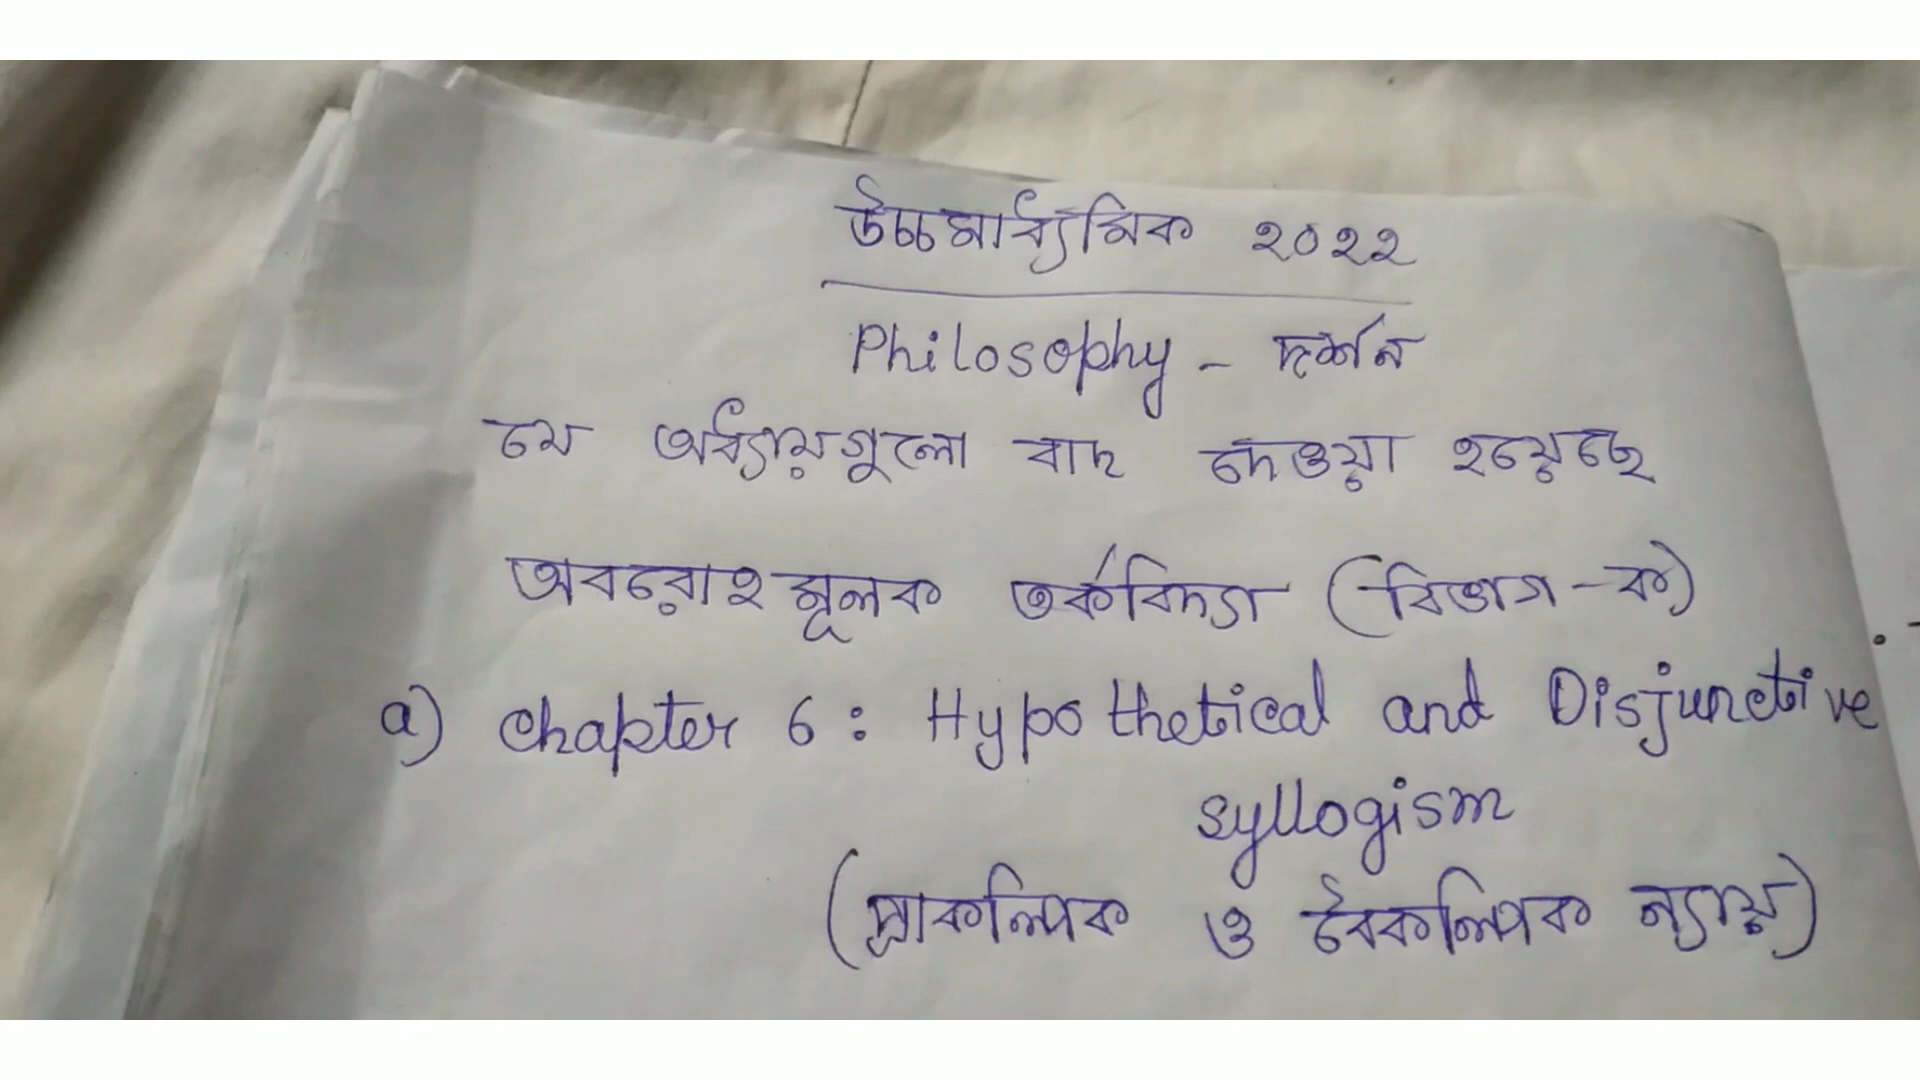 উচ্চমাধ্যমিক ২০২২
Philosophy - দর্শন
যে অধ্যায়গুলো বাদ দেওয়া হয়েছে
অবরোহমূলক তর্কবিদ্যা (বিভাগ-ক)
a) Chapter 6: Hypothetical and Disjunctive
syllogism
(প্রাকল্পিক ও বৈকল্পিক ন্যায়)